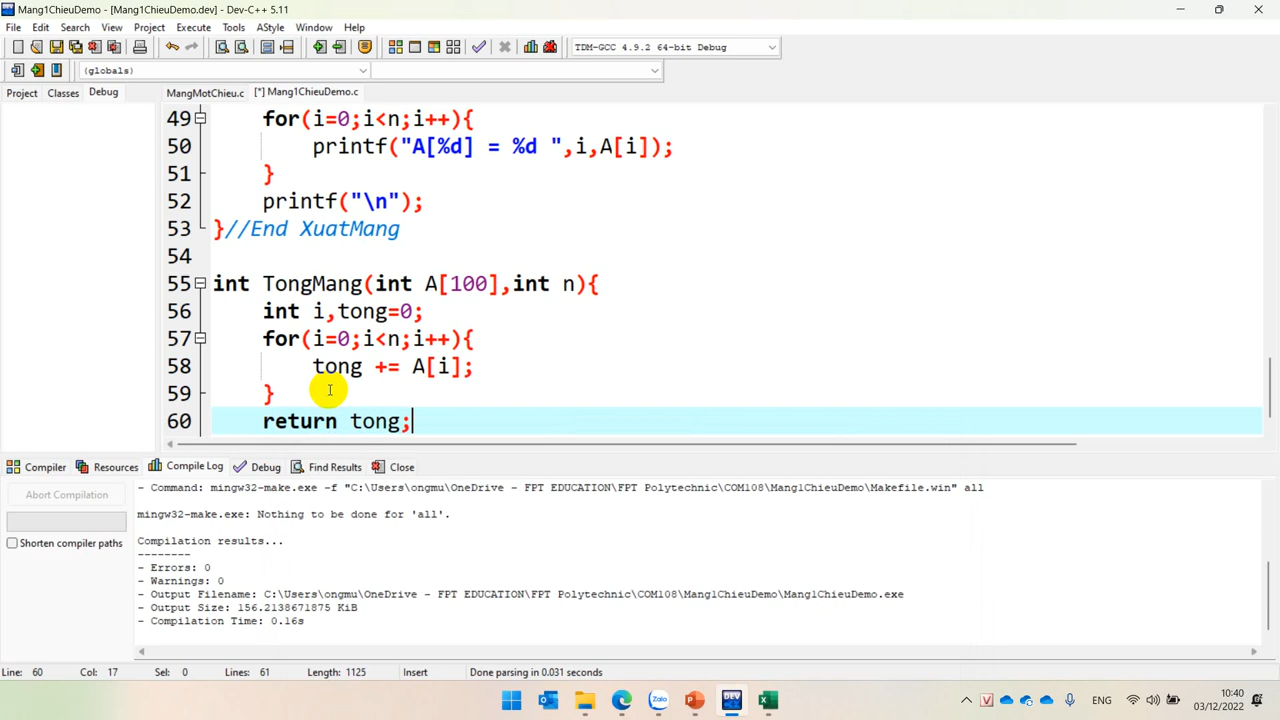 Mang1ChieuDemo - [Mang1ChieuDemo.dev] - Dev-C++ 5.11
File Edit Search View Project Execute Tools AStyle Window Help
TDM-GCC 4.9.2 64-bit Debug
(globals)
Project Classes Debug MangMotChieu.c [*] Mang1ChieuDemo.c
49 for(i=0;i<n;i++){
50 printf("A[%d] = %d ",i,A[i]);
51 }
52 printf("\n");
53 }//End XuatMang
54
55 int TongMang(int A[100],int n){
56 int i,tong=0;
57 for(i=0;i<n;i++){
58 tong += A[i];
59 }
60 return tong;
Compiler Resources Compile Log Debug Find Results Close
Abort Compilation
Shorten compiler paths
- Command: mingw32-make.exe -f "C:\Users\ongmu\OneDrive - FPT EDUCATION\FPT Polytechnic\COM108\Mang1ChieuDemo\Makefile.win" all
mingw32-make.exe: Nothing to be done for 'all'.
Compilation results...
--------
- Errors: 0
- Warnings: 0
- Output Filename: C:\Users\ongmu\OneDrive - FPT EDUCATION\FPT Polytechnic\COM108\Mang1ChieuDemo\Mang1ChieuDemo.exe
- Output Size: 156.2138671875 KiB
- Compilation Time: 0.16s
Line: 60 Col: 17 Sel: 0 Lines: 61 Length: 1125 Insert Done parsing in 0.031 seconds
Zalo
DEV
ENG
10:40
03/12/2022